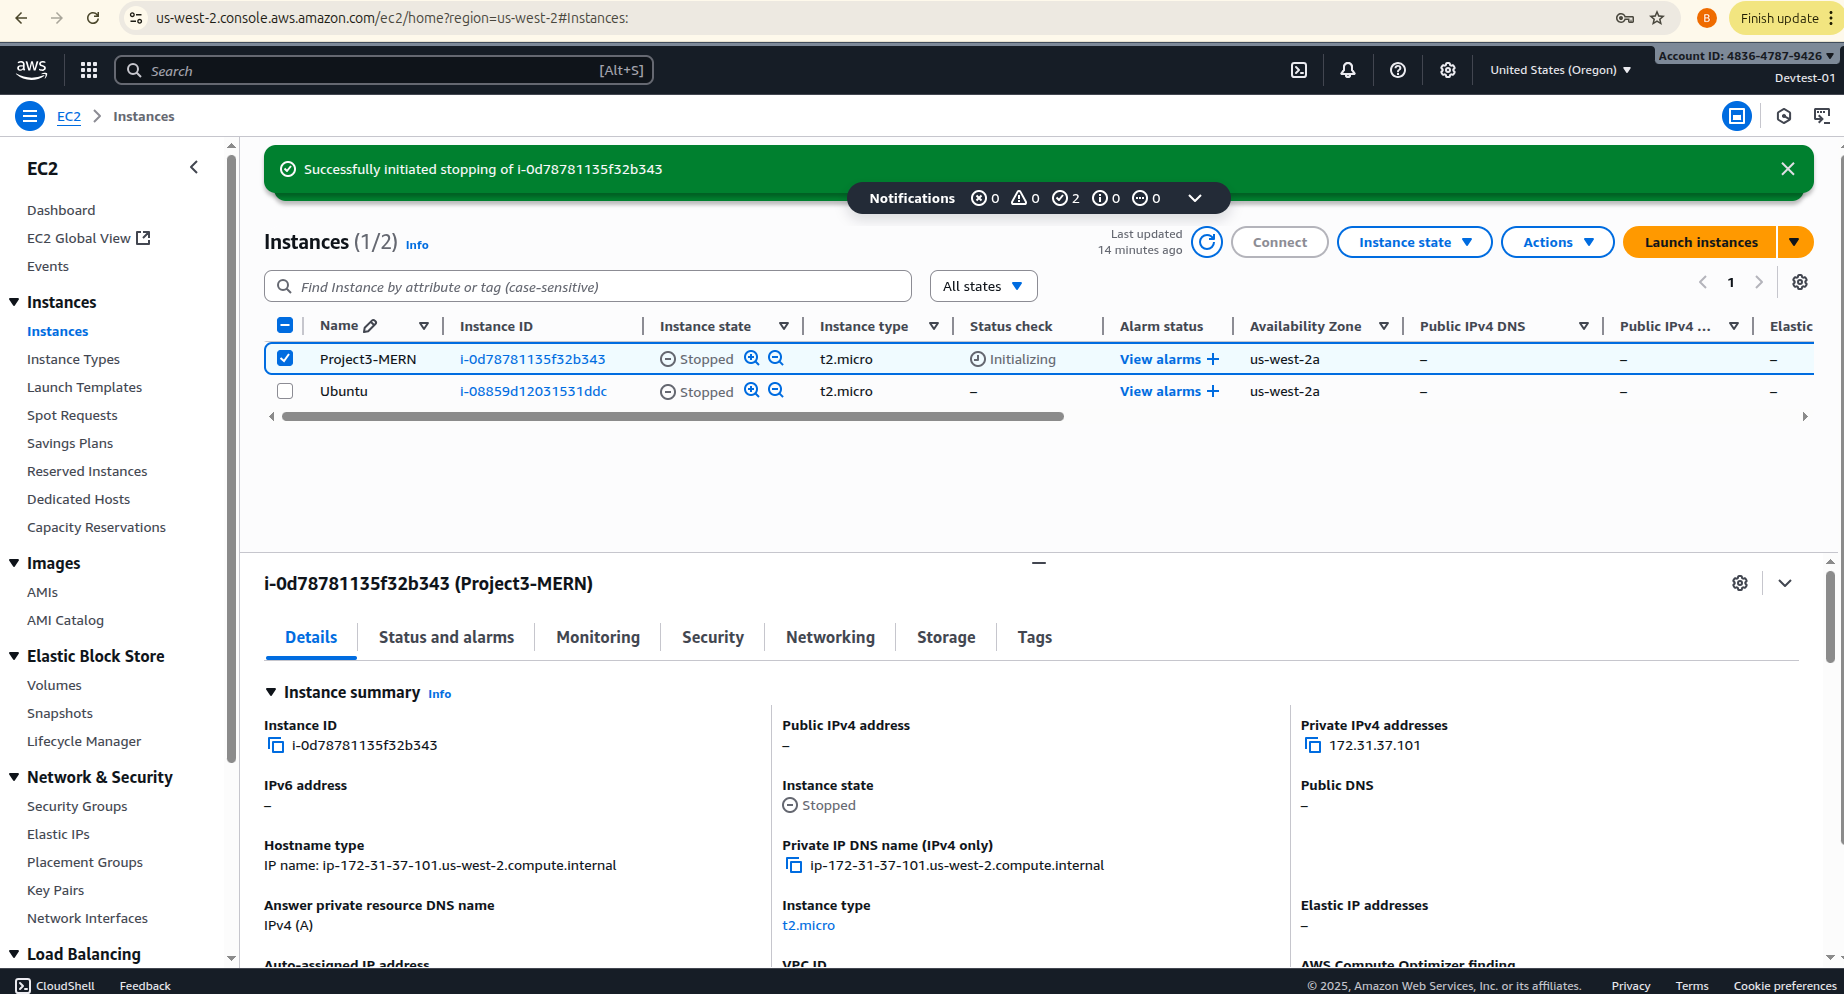 us-west-2.console.aws.amazon.com/ec2/home?region=us-west-2#Instances:
B
Finish update
aws
Search
[Alt+S]
United States (Oregon)
Account ID: 4836-4787-9426
Devtest-01
EC2
Instances
EC2
Dashboard
EC2 Global View
Events
Instances
Instances
Instance Types
Launch Templates
Spot Requests
Savings Plans
Reserved Instances
Dedicated Hosts
Capacity Reservations
Images
AMIs
AMI Catalog
Elastic Block Store
Volumes
Snapshots
Lifecycle Manager
Network & Security
Security Groups
Elastic IPs
Placement Groups
Key Pairs
Network Interfaces
Load Balancing
Successfully initiated stopping of i-0d78781135f32b343
Notifications 0 0 2 0 0
Instances (1/2) Info
Last updated
14 minutes ago
Connect
Instance state
Actions
Launch instances
Find Instance by attribute or tag (case-sensitive)
All states
1
Name Instance ID Instance state Instance type Status check Alarm status Availability Zone Public IPv4 DNS Public IPv4 ... Elastic
Project3-MERN i-0d78781135f32b343 Stopped t2.micro Initializing View alarms + us-west-2a – – –
Ubuntu i-08859d12031531ddc Stopped t2.micro – View alarms + us-west-2a – – –
i-0d78781135f32b343 (Project3-MERN)
Details Status and alarms Monitoring Security Networking Storage Tags
Instance summary Info
Instance ID
i-0d78781135f32b343
Public IPv4 address
–
Private IPv4 addresses
172.31.37.101
IPv6 address
–
Instance state
Stopped
Public DNS
–
Hostname type
IP name: ip-172-31-37-101.us-west-2.compute.internal
Private IP DNS name (IPv4 only)
ip-172-31-37-101.us-west-2.compute.internal
Answer private resource DNS name
IPv4 (A)
Instance type
t2.micro
Elastic IP addresses
–
Auto-assigned IP address
VPC ID
AWS Compute Optimizer finding
CloudShell
Feedback
© 2025, Amazon Web Services, Inc. or its affiliates.
Privacy
Terms
Cookie preferences